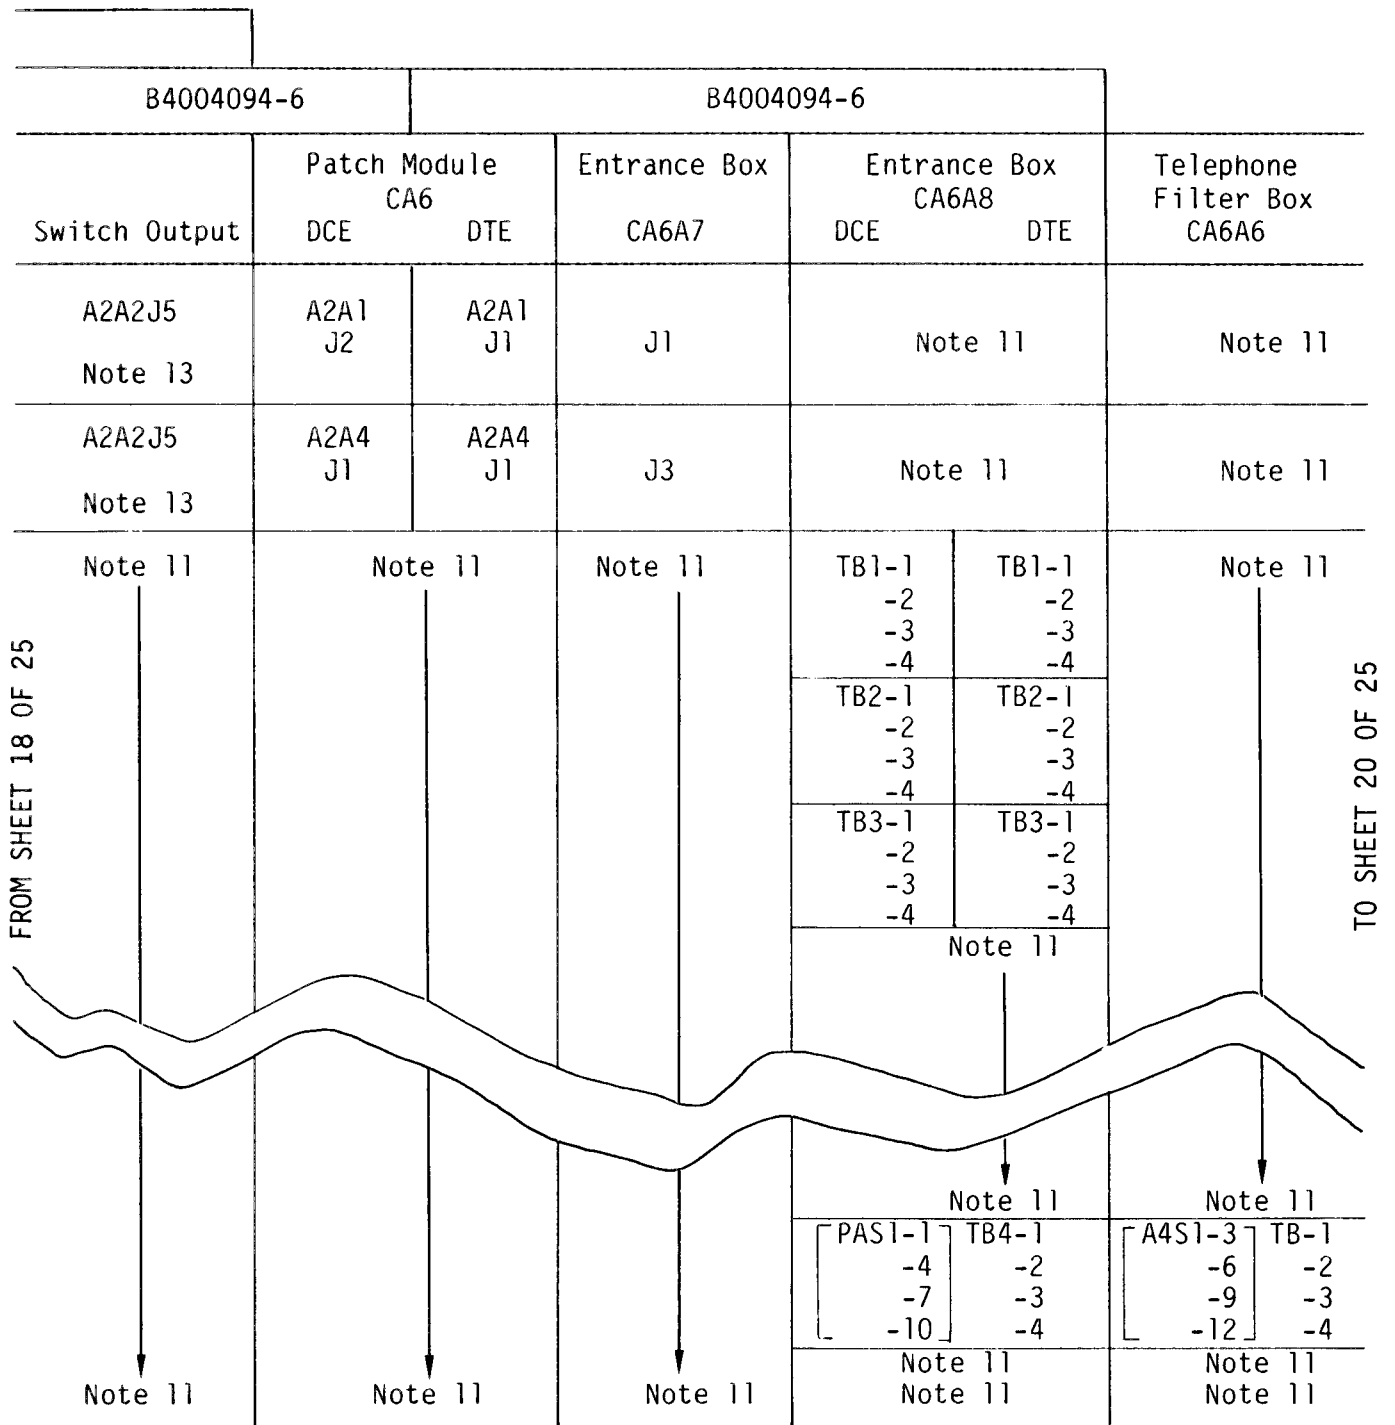 B4004094-6 B4004094-6
Patch Module Entrance Box Entrance Box Telephone
CA6 CA6A8 Filter Box
Switch Output DCE DTE CA6A7 DCE DTE CA6A6
A2A2J5 A2A1 A2A1
J2 J1 J1 Note 11 Note 11
Note 13
A2A2J5 A2A4 A2A4
J1 J1 J3 Note 11 Note 11
Note 13
Note 11 Note 11 Note 11 TB1-1 TB1-1 Note 11
-2 -2
-3 -3
-4 -4
TB2-1 TB2-1
-2 -2
-3 -3
-4 -4
TB3-1 TB3-1
-2 -2
-3 -3
-4 -4
Note 11
FROM SHEET 18 OF 25
TO SHEET 20 OF 25
Note 11 Note 11
PAS1-1 TB4-1 A4S1-3 TB-1
-4 -2 -6 -2
-7 -3 -9 -3
-10 -4 -12 -4
Note 11 Note 11
Note 11 Note 11 Note 11 Note 11 Note 11